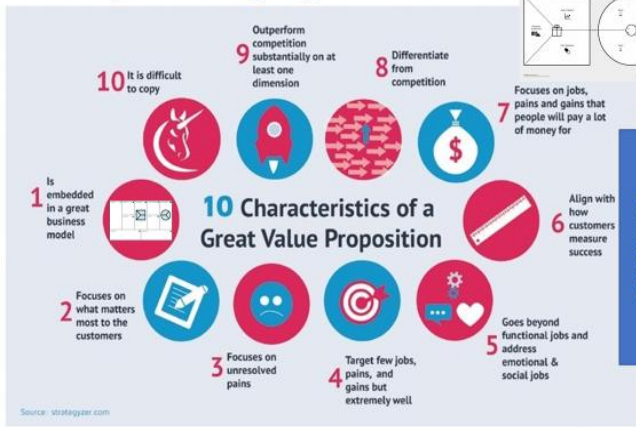 10 Characteristics of a
Great Value Proposition
1
Is
embedded
in a great
business
model
2
Focuses on
what matters
most to the
customers
3
Focuses on
unresolved
pains
4
Target few jobs,
pains, and
gains but
extremely well
5
Goes beyond
functional jobs and
address
emotional &
social jobs
6
Align with
how
customers
measure
success
7
Focuses on jobs,
pains and gains that
people will pay a lot
of money for
$
8
Differentiate
from
competition
9
Outperform
competition
substantially on at
least one
dimension
10
It is difficult
to copy
Source: strategyzer.com